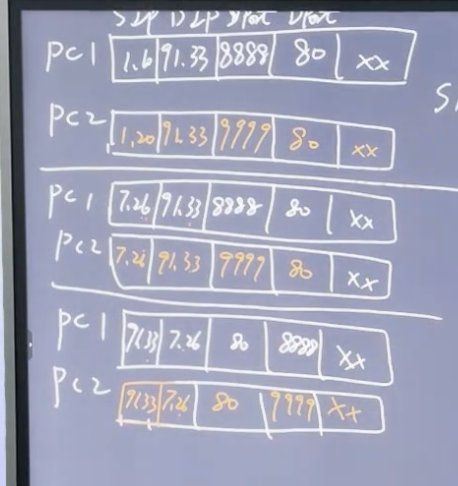 SIP DIP Sport Dport
PC1 1.6 91.33 8888 80 xx
PC2 1.20 91.33 9999 80 xx
PC1 7.26 91.33 8888 80 xx
PC2 7.26 91.33 9999 80 xx
PC1 91.33 7.26 80 8888 xx
PC2 91.33 7.26 80 9999 xx